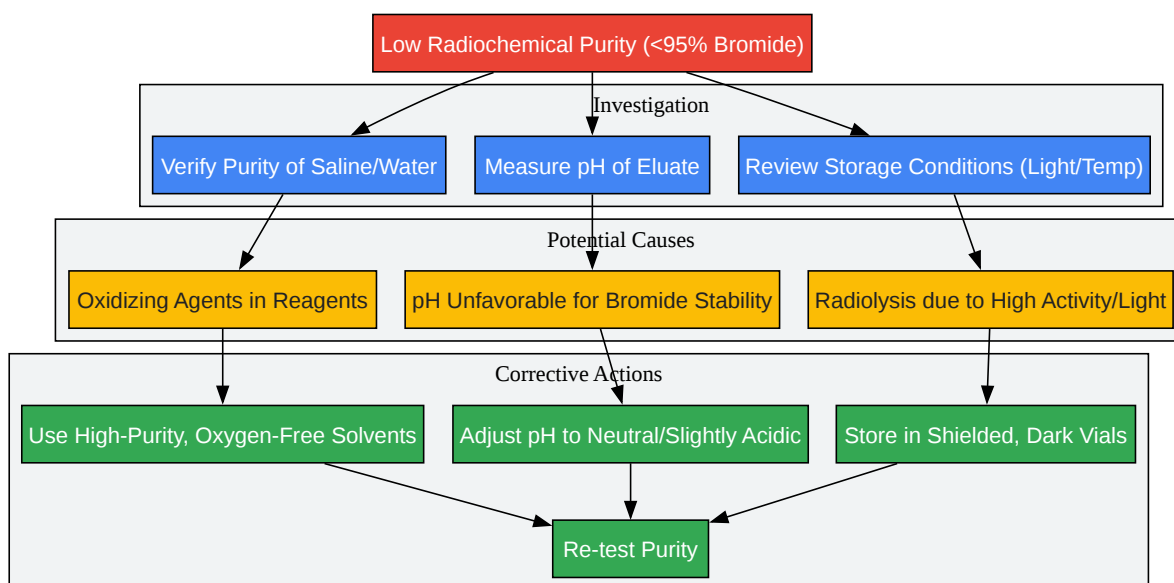 Low Radiochemical Purity (<95% Bromide)
Investigation
Verify Purity of Saline/Water
Measure pH of Eluate
Review Storage Conditions (Light/Temp)
Potential Causes
Oxidizing Agents in Reagents
pH Unfavorable for Bromide Stability
Radiolysis due to High Activity/Light
Corrective Actions
Use High-Purity, Oxygen-Free Solvents
Adjust pH to Neutral/Slightly Acidic
Store in Shielded, Dark Vials
Re-test Purity